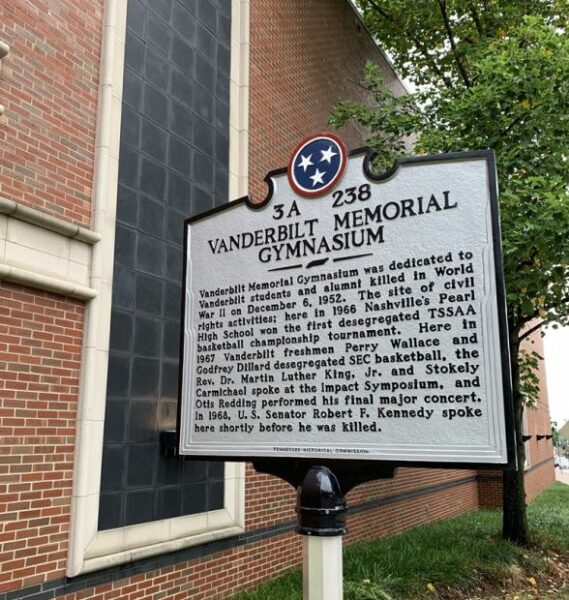 3A 238
VANDERBILT MEMORIAL
GYMNASIUM
Vanderbilt Memorial Gymnasium was dedicated to
Vanderbilt students and alumni killed in World
War II on December 6, 1952. The site of civil
rights activities; here in 1966 Nashville's Pearl
High School won the first desegregated TSSAA
basketball championship tournament. Here in
1967 Vanderbilt freshmen Perry Wallace and
Godfrey Dillard desegregated SEC basketball, the
Rev. Dr. Martin Luther King, Jr. and Stokely
Carmichael spoke at the Impact Symposium, and
Otis Redding performed his final major concert.
In 1968, U.S. Senator Robert F. Kennedy spoke
here shortly before he was killed.
TENNESSEE HISTORICAL COMMISSION